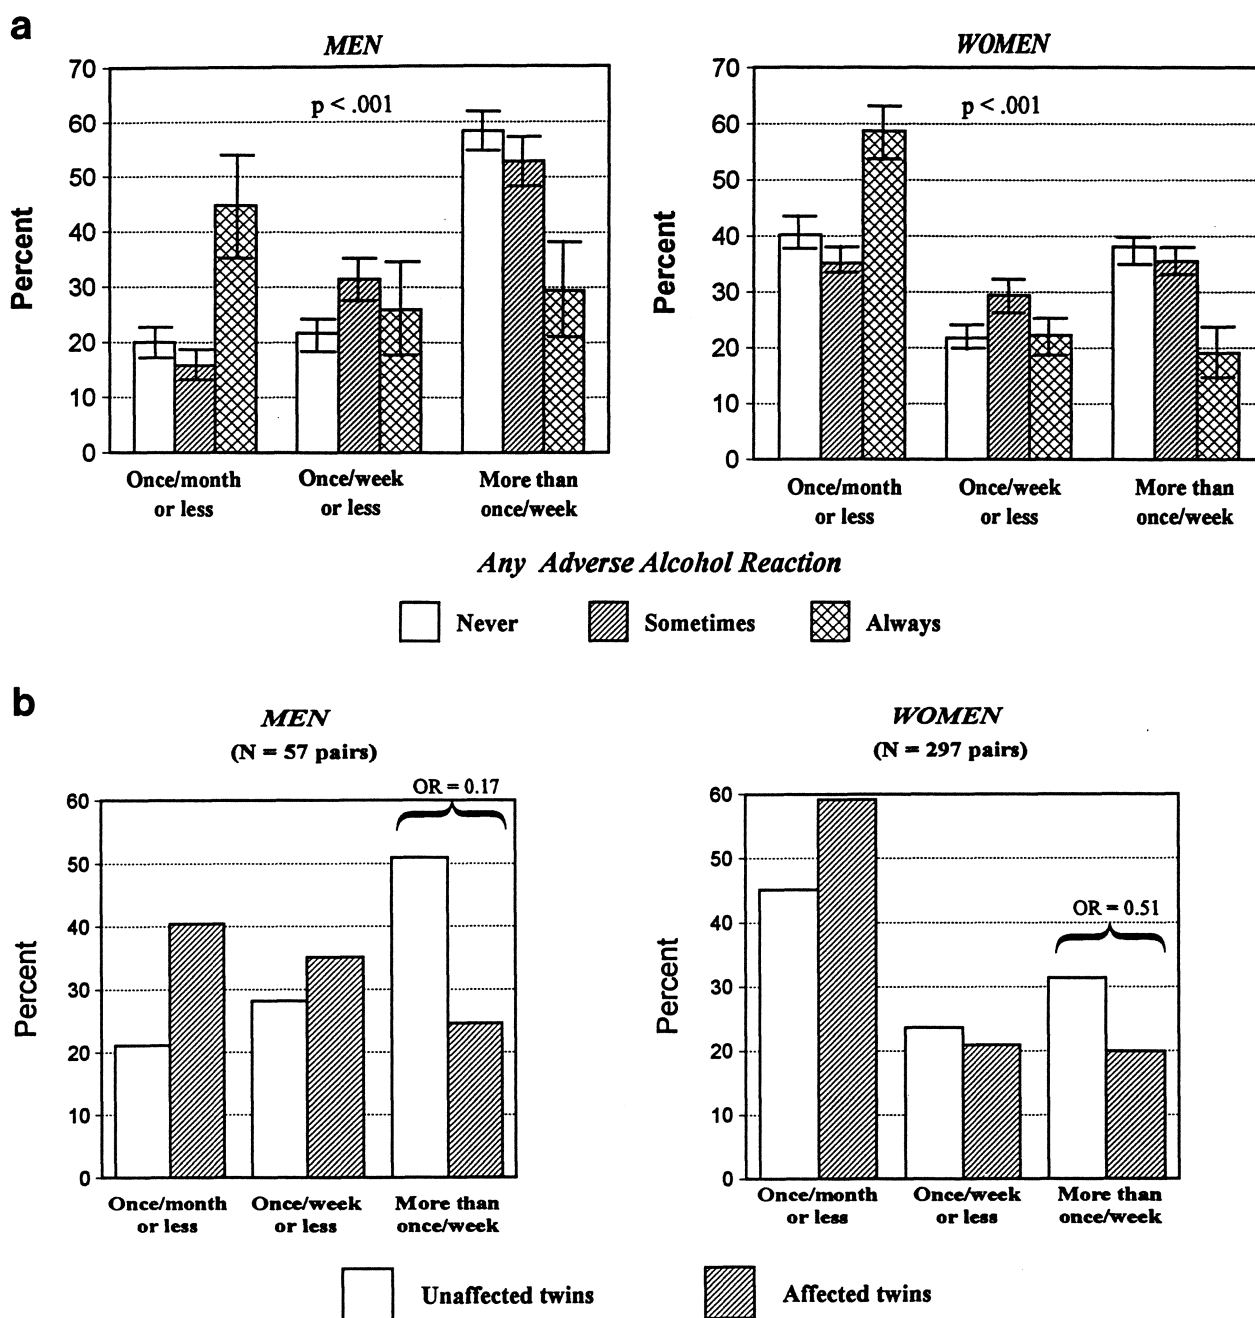 a
MEN
70
60
50
40
30
20
10
0
Percent
p < .001
Once/month
or less
Once/week
or less
More than
once/week
WOMEN
70
60
50
40
30
20
10
0
Percent
p < .001
Once/month
or less
Once/week
or less
More than
once/week
Any Adverse Alcohol Reaction
Never
Sometimes
Always
b
MEN
(N = 57 pairs)
60
50
40
30
20
10
0
Percent
OR = 0.17
Once/month
or less
Once/week
or less
More than
once/week
WOMEN
(N = 297 pairs)
60
50
40
30
20
10
0
Percent
OR = 0.51
Once/month
or less
Once/week
or less
More than
once/week
Unaffected twins
Affected twins